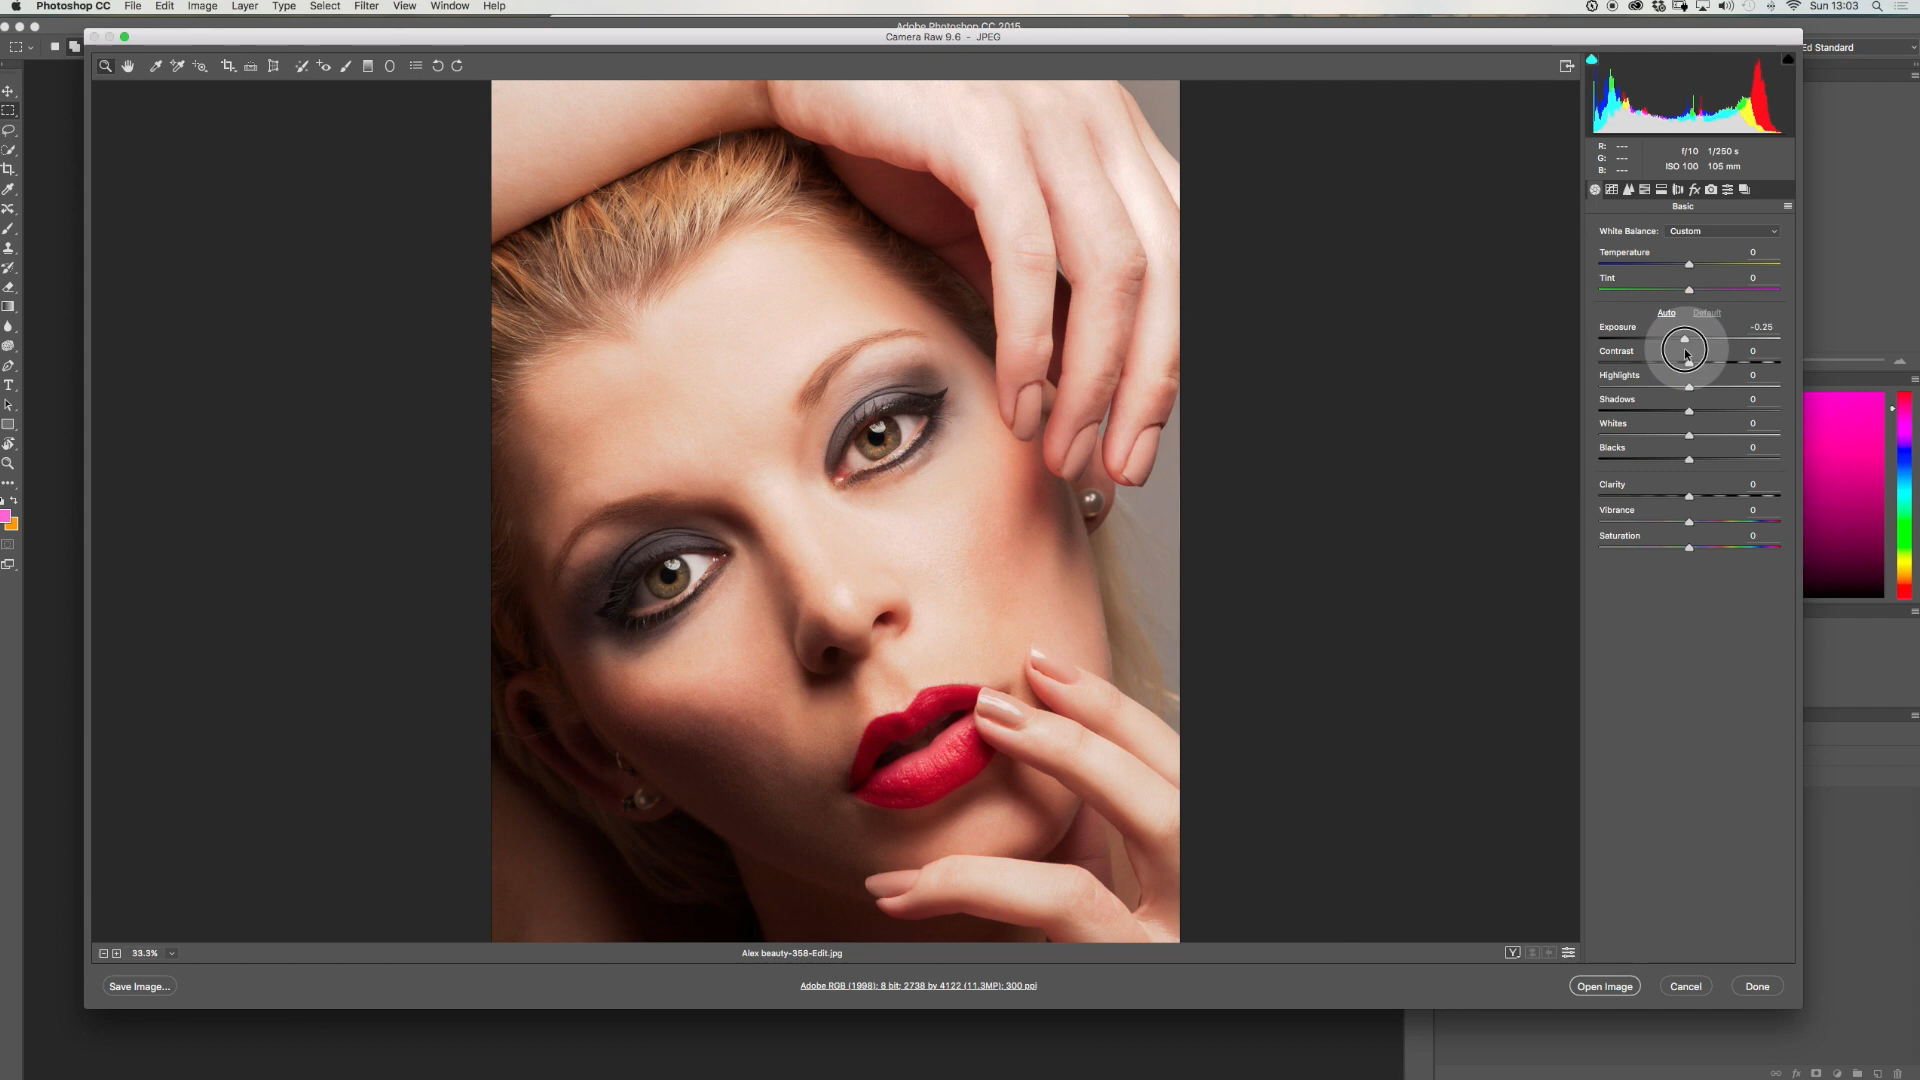 Photoshop CC File Edit Image Layer Type Select Filter View Window Help Sun 13:03
Adobe Photoshop CC 2015
Camera Raw 9.6 - JPEG
ed Standard
R: ---
G: ---
B: ---
f/10 1/250 s
ISO 100 105 mm
fx
Basic
White Balance: Custom
Temperature 0
Tint 0
Auto Default
Exposure -0.25
Contrast 0
Highlights 0
Shadows 0
Whites 0
Blacks 0
Clarity 0
Vibrance 0
Saturation 0
T
33.3%
Alex beauty-358-Edit.jpg
Y
Save Image...
Adobe RGB (1998); 8 bit; 2738 by 4122 (11.3MP); 300 ppi
Open Image Cancel Done
fx